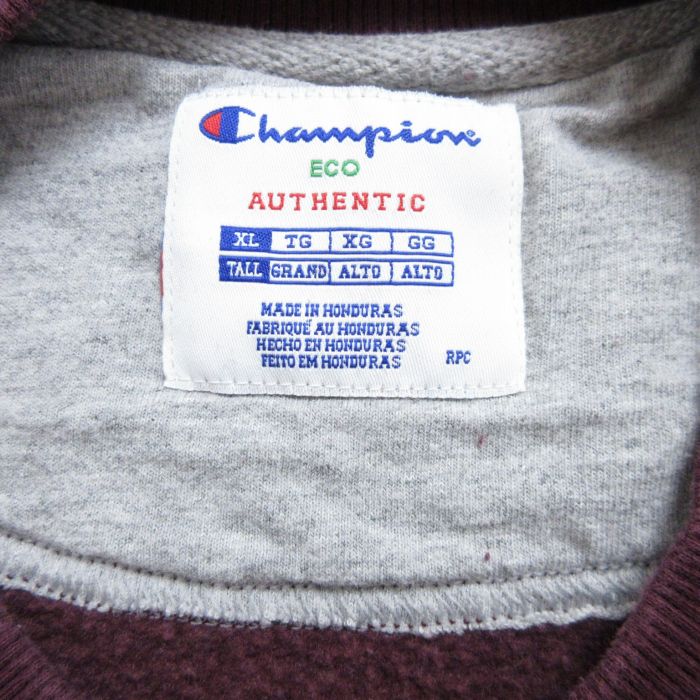 Champion
ECO
AUTHENTIC
XL TG XG GG
TALL GRAND ALTO ALTO
MADE IN HONDURAS
FABRIQUÉ AU HONDURAS
HECHO EN HONDURAS
FEITO EM HONDURAS RPC